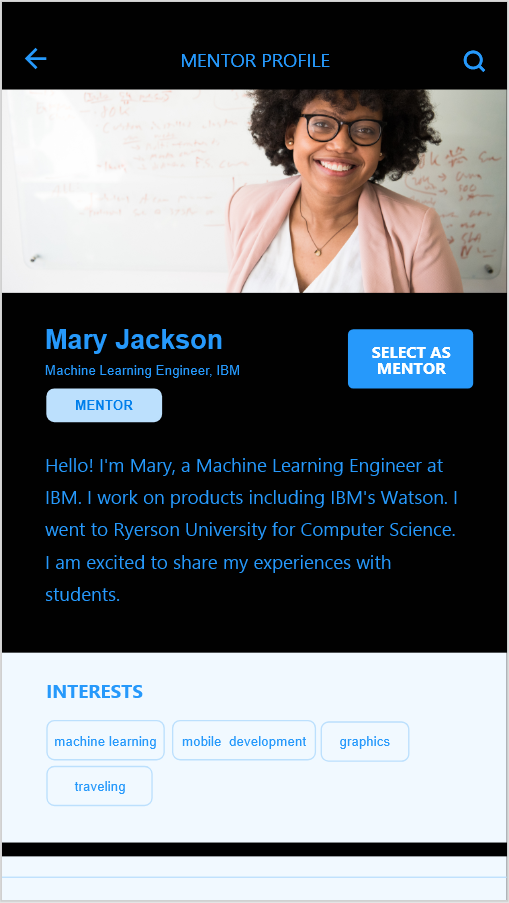 MENTOR PROFILE
Mary Jackson
SELECT AS
MENTOR
Machine Learning Engineer, IBM
MENTOR
Hello! I'm Mary, a Machine Learning Engineer at
IBM. I work on products including IBM's Watson. I
went to Ryerson University for Computer Science.
I am excited to share my experiences with
students.
INTERESTS
machine learning
mobile development
graphics
traveling